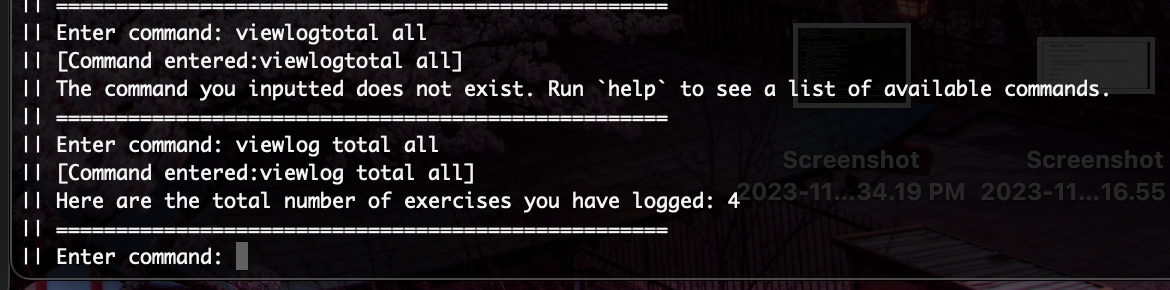 || ===================================================
|| Enter command: viewlogtotal all
|| [Command entered:viewlogtotal all]
|| The command you inputted does not exist. Run `help` to see a list of available commands.
|| ===================================================
|| Enter command: viewlog total all
|| [Command entered:viewlog total all]
|| Here are the total number of exercises you have logged: 4
|| ===================================================
|| Enter command:
Screenshot
2023-11...34.19 PM
Screenshot
2023-11...16.55